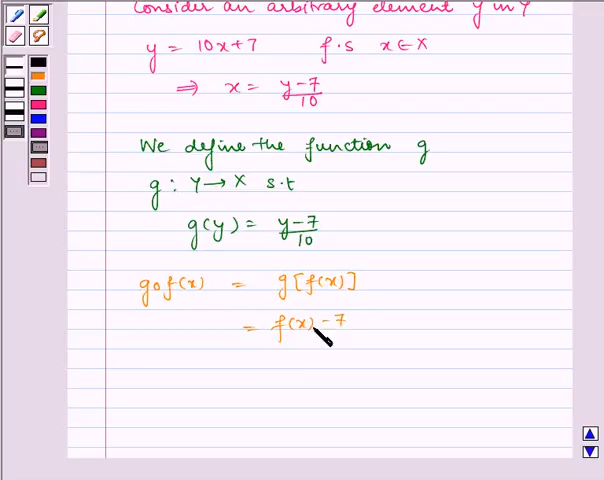 Consider an arbitrary element y in Y
y = 10x+7 f.s x∈X
⇒ x = y-7/10
We define the function g
g : Y→X s.t
g(y) = y-7/10
gof(x) = g[f(x)]
= f(x)-7